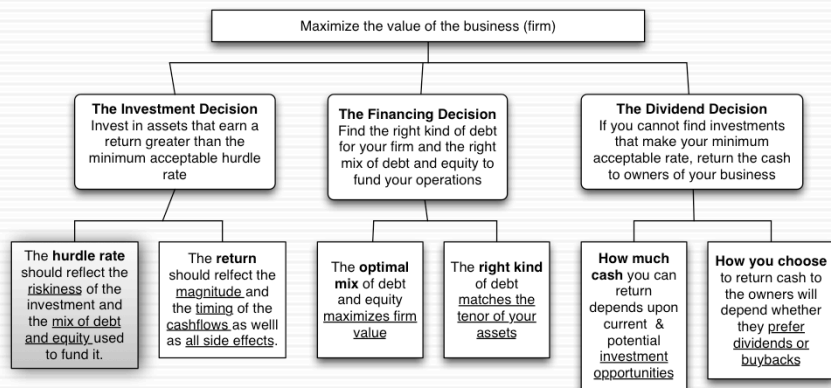 Maximize the value of the business (firm)
The Investment Decision
Invest in assets that earn a
return greater than the
minimum acceptable hurdle
rate
The Financing Decision
Find the right kind of debt
for your firm and the right
mix of debt and equity to
fund your operations
The Dividend Decision
If you cannot find investments
that make your minimum
acceptable rate, return the cash
to owners of your business
The hurdle rate
should reflect the
riskiness of the
investment and
the mix of debt
and equity used
to fund it.
The return
should relfect the
magnitude and
the timing of the
cashflows as welll
as all side effects.
The optimal
mix of debt
and equity
maximizes firm
value
The right kind
of debt
matches the
tenor of your
assets
How much
cash you can
return
depends upon
current &
potential
investment
opportunities
How you choose
to return cash to
the owners will
depend whether
they prefer
dividends or
buybacks